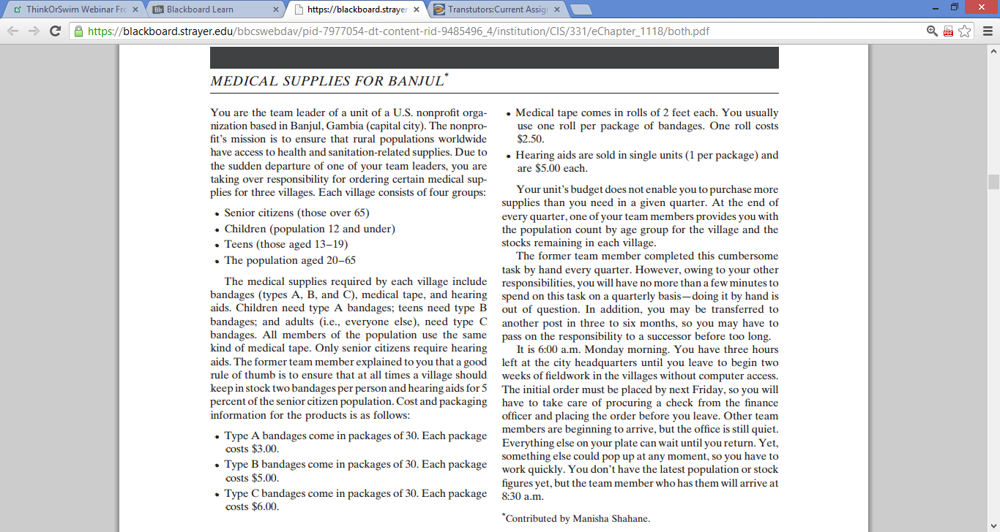 ThinkOrSwim Webinar Fro
Blackboard Learn
https://blackboard.strayer
Transtutors:Current Assig
https://blackboard.strayer.edu/bbcswebdav/pid-7977054-dt-content-rid-9485496_4/institution/CIS/331/eChapter_1118/both.pdf
MEDICAL SUPPLIES FOR BANJUL*
You are the team leader of a unit of a U.S. nonprofit orga-
nization based in Banjul, Gambia (capital city). The nonpro-
fit's mission is to ensure that rural populations worldwide
have access to health and sanitation-related supplies. Due to
the sudden departure of one of your team leaders, you are
taking over responsibility for ordering certain medical sup-
plies for three villages. Each village consists of four groups:
• Senior citizens (those over 65)
• Children (population 12 and under)
• Teens (those aged 13–19)
• The population aged 20–65
The medical supplies required by each village include
bandages (types A, B, and C), medical tape, and hearing
aids. Children need type A bandages; teens need type B
bandages; and adults (i.e., everyone else), need type C
bandages. All members of the population use the same
kind of medical tape. Only senior citizens require hearing
aids. The former team member explained to you that a good
rule of thumb is to ensure that at all times a village should
keep in stock two bandages per person and hearing aids for 5
percent of the senior citizen population. Cost and packaging
information for the products is as follows:
• Type A bandages come in packages of 30. Each package
costs $3.00.
• Type B bandages come in packages of 30. Each package
costs $5.00.
• Type C bandages come in packages of 30. Each package
costs $6.00.
• Medical tape comes in rolls of 2 feet each. You usually
use one roll per package of bandages. One roll costs
$2.50.
• Hearing aids are sold in single units (1 per package) and
are $5.00 each.
Your unit's budget does not enable you to purchase more
supplies than you need in a given quarter. At the end of
every quarter, one of your team members provides you with
the population count by age group for the village and the
stocks remaining in each village.
The former team member completed this cumbersome
task by hand every quarter. However, owing to your other
responsibilities, you will have no more than a few minutes to
spend on this task on a quarterly basis—doing it by hand is
out of question. In addition, you may be transferred to
another post in three to six months, so you may have to
pass on the responsibility to a successor before too long.
It is 6:00 a.m. Monday morning. You have three hours
left at the city headquarters until you leave to begin two
weeks of fieldwork in the villages without computer access.
The initial order must be placed by next Friday, so you will
have to take care of procuring a check from the finance
officer and placing the order before you leave. Other team
members are beginning to arrive, but the office is still quiet.
Everything else on your plate can wait until you return. Yet,
something else could pop up at any moment, so you have to
work quickly. You don't have the latest population or stock
figures yet, but the team member who has them will arrive at
8:30 a.m.
*Contributed by Manisha Shahane.